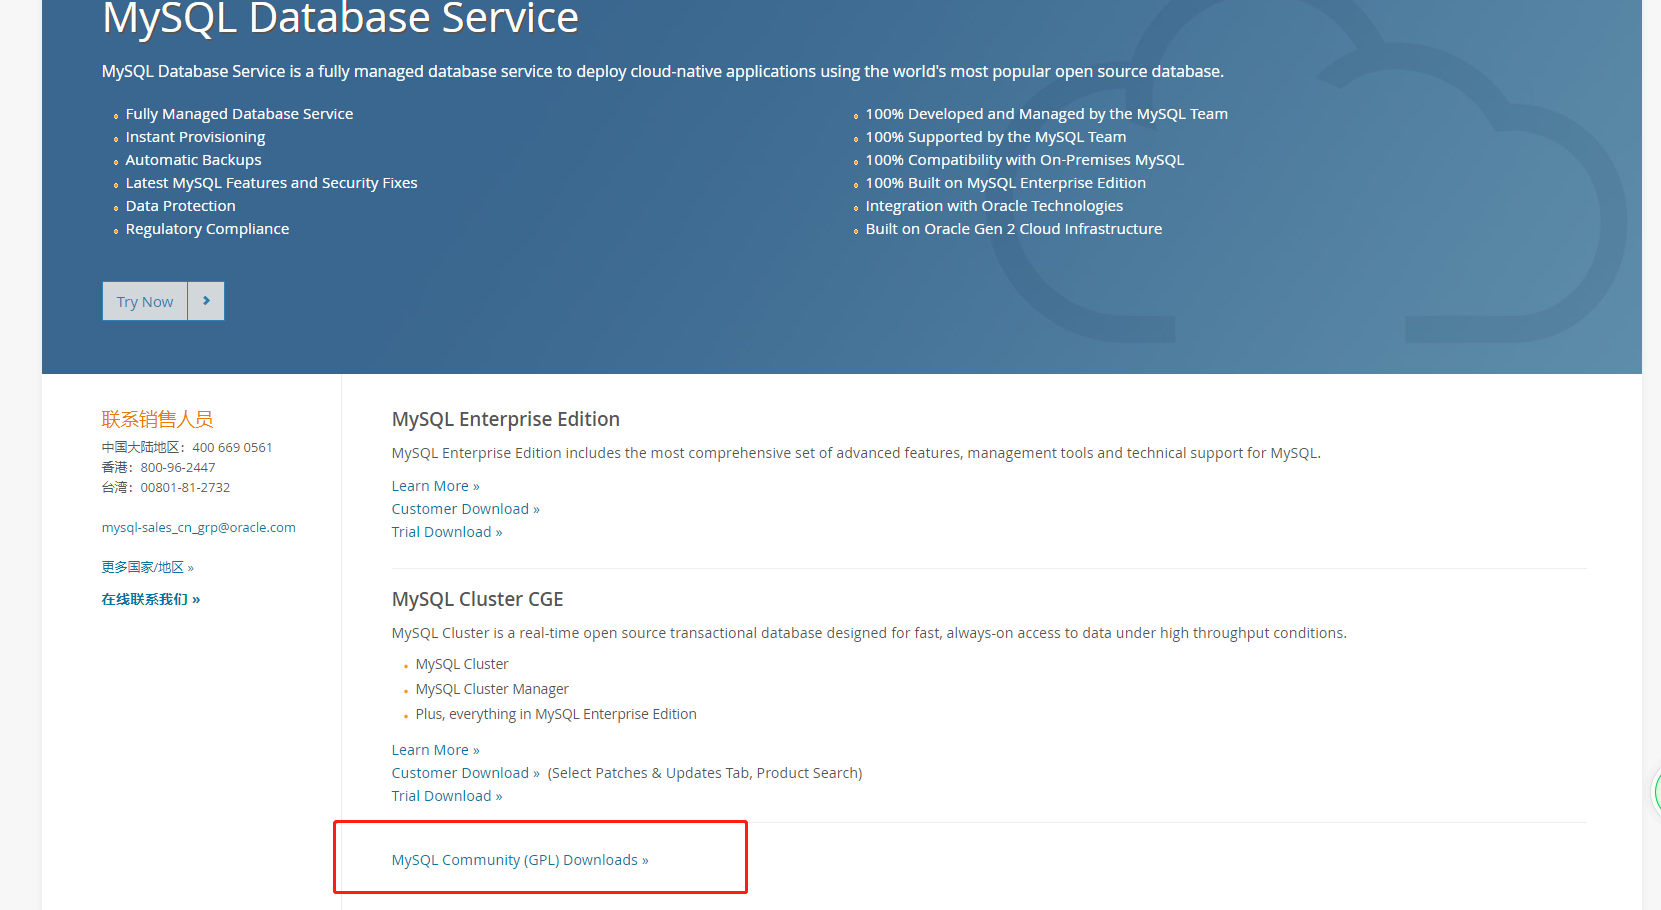 MySQL Database Service
MySQL Database Service is a fully managed database service to deploy cloud-native applications using the world's most popular open source database.
Fully Managed Database Service
Instant Provisioning
Automatic Backups
Latest MySQL Features and Security Fixes
Data Protection
Regulatory Compliance
100% Developed and Managed by the MySQL Team
100% Supported by the MySQL Team
100% Compatibility with On-Premises MySQL
100% Built on MySQL Enterprise Edition
Integration with Oracle Technologies
Built on Oracle Gen 2 Cloud Infrastructure
Try Now
联系销售人员
中国大陆地区：400 669 0561
香港：800-96-2447
台湾：00801-81-2732
mysql-sales_cn_grp@oracle.com
更多国家/地区 »
在线联系我们 »
MySQL Enterprise Edition
MySQL Enterprise Edition includes the most comprehensive set of advanced features, management tools and technical support for MySQL.
Learn More »
Customer Download »
Trial Download »
MySQL Cluster CGE
MySQL Cluster is a real-time open source transactional database designed for fast, always-on access to data under high throughput conditions.
MySQL Cluster
MySQL Cluster Manager
Plus, everything in MySQL Enterprise Edition
Learn More »
Customer Download » (Select Patches & Updates Tab, Product Search)
Trial Download »
MySQL Community (GPL) Downloads »